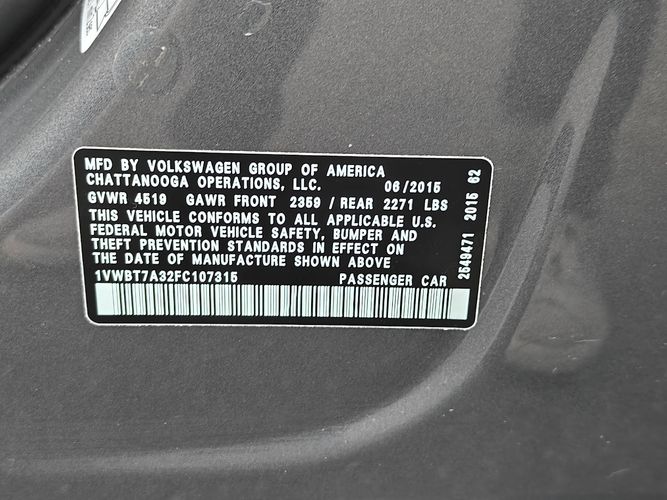 MFD BY VOLKSWAGEN GROUP OF AMERICA
CHATTANOOGA OPERATIONS, LLC. 06/2015
GVWR 4519 GAWR FRONT 2359 / REAR 2271 LBS
THIS VEHICLE CONFORMS TO ALL APPLICABLE U.S.
FEDERAL MOTOR VEHICLE SAFETY, BUMPER AND
THEFT PREVENTION STANDARDS IN EFFECT ON
THE DATE OF MANUFACTURE SHOWN ABOVE
1VWBT7A32FC107315 PASSENGER CAR
2549471 2015 62